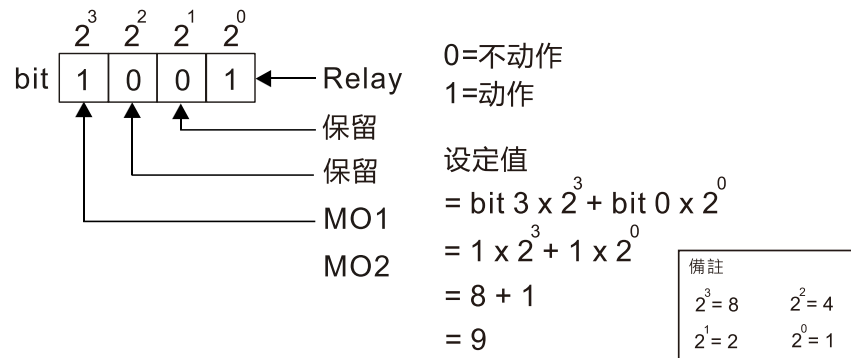 2³ 2² 2¹ 2⁰
bit 1 0 0 1 Relay
保留
保留
MO1
MO2
0=不动作
1=动作
设定值
= bit 3 x 2³ + bit 0 x 2⁰
= 1 x 2³ + 1 x 2⁰
= 8 + 1
= 9
備註
2³= 8 2²= 4
2¹= 2 2⁰= 1